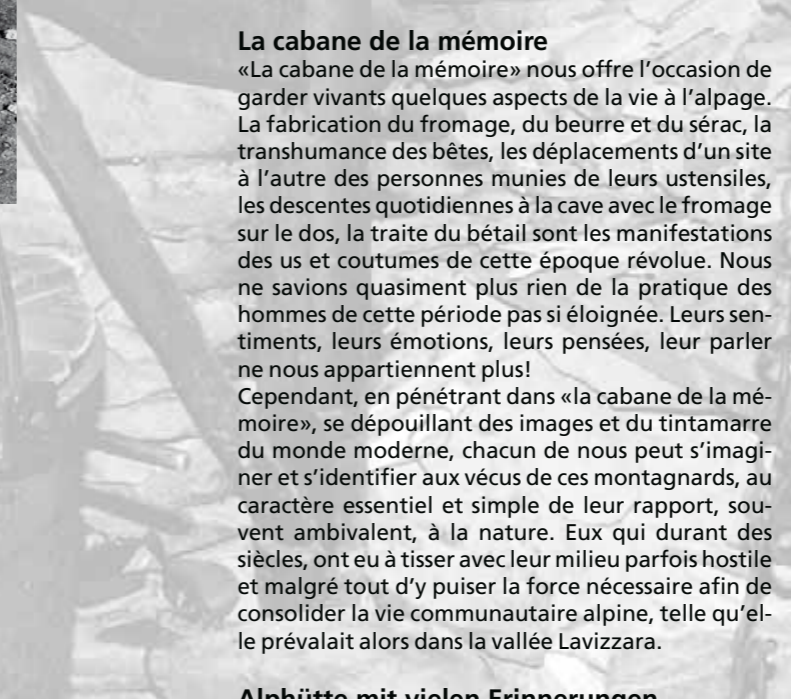 La cabane de la mémoire
«La cabane de la mémoire» nous offre l'occasion de
garder vivants quelques aspects de la vie à l'alpage.
La fabrication du fromage, du beurre et du sérac, la
transhumance des bêtes, les déplacements d'un site
à l'autre des personnes munies de leurs ustensiles,
les descentes quotidiennes à la cave avec le fromage
sur le dos, la traite du bétail sont les manifestations
des us et coutumes de cette époque révolue. Nous
ne savions quasiment plus rien de la pratique des
hommes de cette période pas si éloignée. Leurs sen-
timents, leurs émotions, leurs pensées, leur parler
ne nous appartiennent plus!
Cependant, en pénétrant dans «la cabane de la mé-
moire», se dépouillant des images et du tintamarre
du monde moderne, chacun de nous peut s'imagi-
ner et s'identifier aux vécus de ces montagnards, au
caractère essentiel et simple de leur rapport, sou-
vent ambivalent, à la nature. Eux qui durant des
siècles, ont eu à tisser avec leur milieu parfois hostile
et malgré tout d'y puiser la force nécessaire afin de
consolider la vie communautaire alpine, telle qu'el-
le prévalait alors dans la vallée Lavizzara.
Alphütte mit vielen Erinnerungen